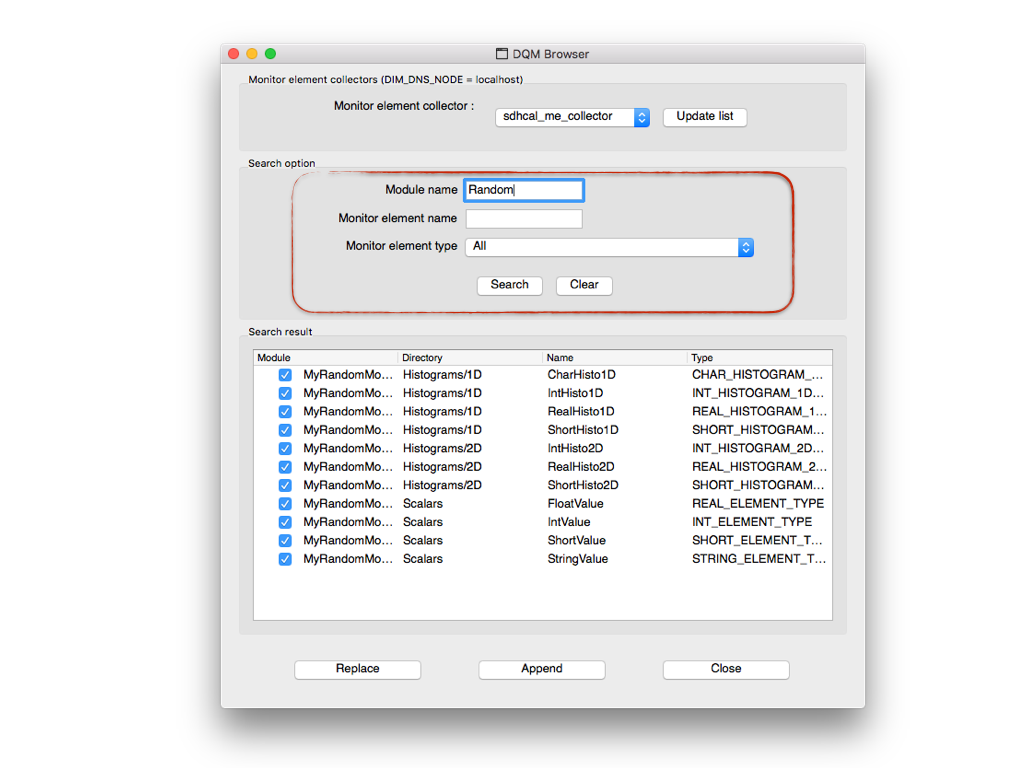 DQM Browser
Monitor element collectors (DIM_DNS_NODE = localhost)
Monitor element collector : sdhcal_me_collector Update list
Search option
Module name Random
Monitor element name
Monitor element type All
Search Clear
Search result
Module Directory Name Type
MyRandomMo... Histograms/1D CharHisto1D CHAR_HISTOGRAM_...
MyRandomMo... Histograms/1D IntHisto1D INT_HISTOGRAM_1D...
MyRandomMo... Histograms/1D RealHisto1D REAL_HISTOGRAM_1...
MyRandomMo... Histograms/1D ShortHisto1D SHORT_HISTOGRAM...
MyRandomMo... Histograms/2D IntHisto2D INT_HISTOGRAM_2D...
MyRandomMo... Histograms/2D RealHisto2D REAL_HISTOGRAM_2...
MyRandomMo... Histograms/2D ShortHisto2D SHORT_HISTOGRAM...
MyRandomMo... Scalars FloatValue REAL_ELEMENT_TYPE
MyRandomMo... Scalars IntValue INT_ELEMENT_TYPE
MyRandomMo... Scalars ShortValue SHORT_ELEMENT_T...
MyRandomMo... Scalars StringValue STRING_ELEMENT_T...
Replace Append Close